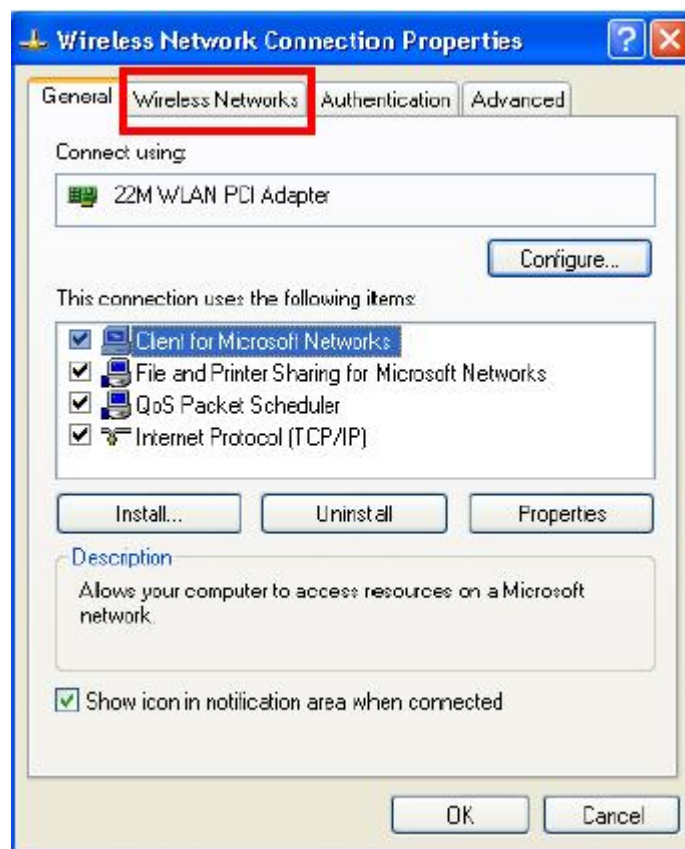 Wireless Network Connection Properties
General
Wireless Networks
Authentication
Advanced
Connect using:
22M WLAN PCI Adapter
Configure...
This connection uses the following items:
Client for Microsoft Networks
File and Printer Sharing for Microsoft Networks
QoS Packet Scheduler
Internet Protocol (TCP/IP)
Install...
Uninstall
Properties
Description
Allows your computer to access resources on a Microsoft
network.
Show icon in notification area when connected
OK
Cancel